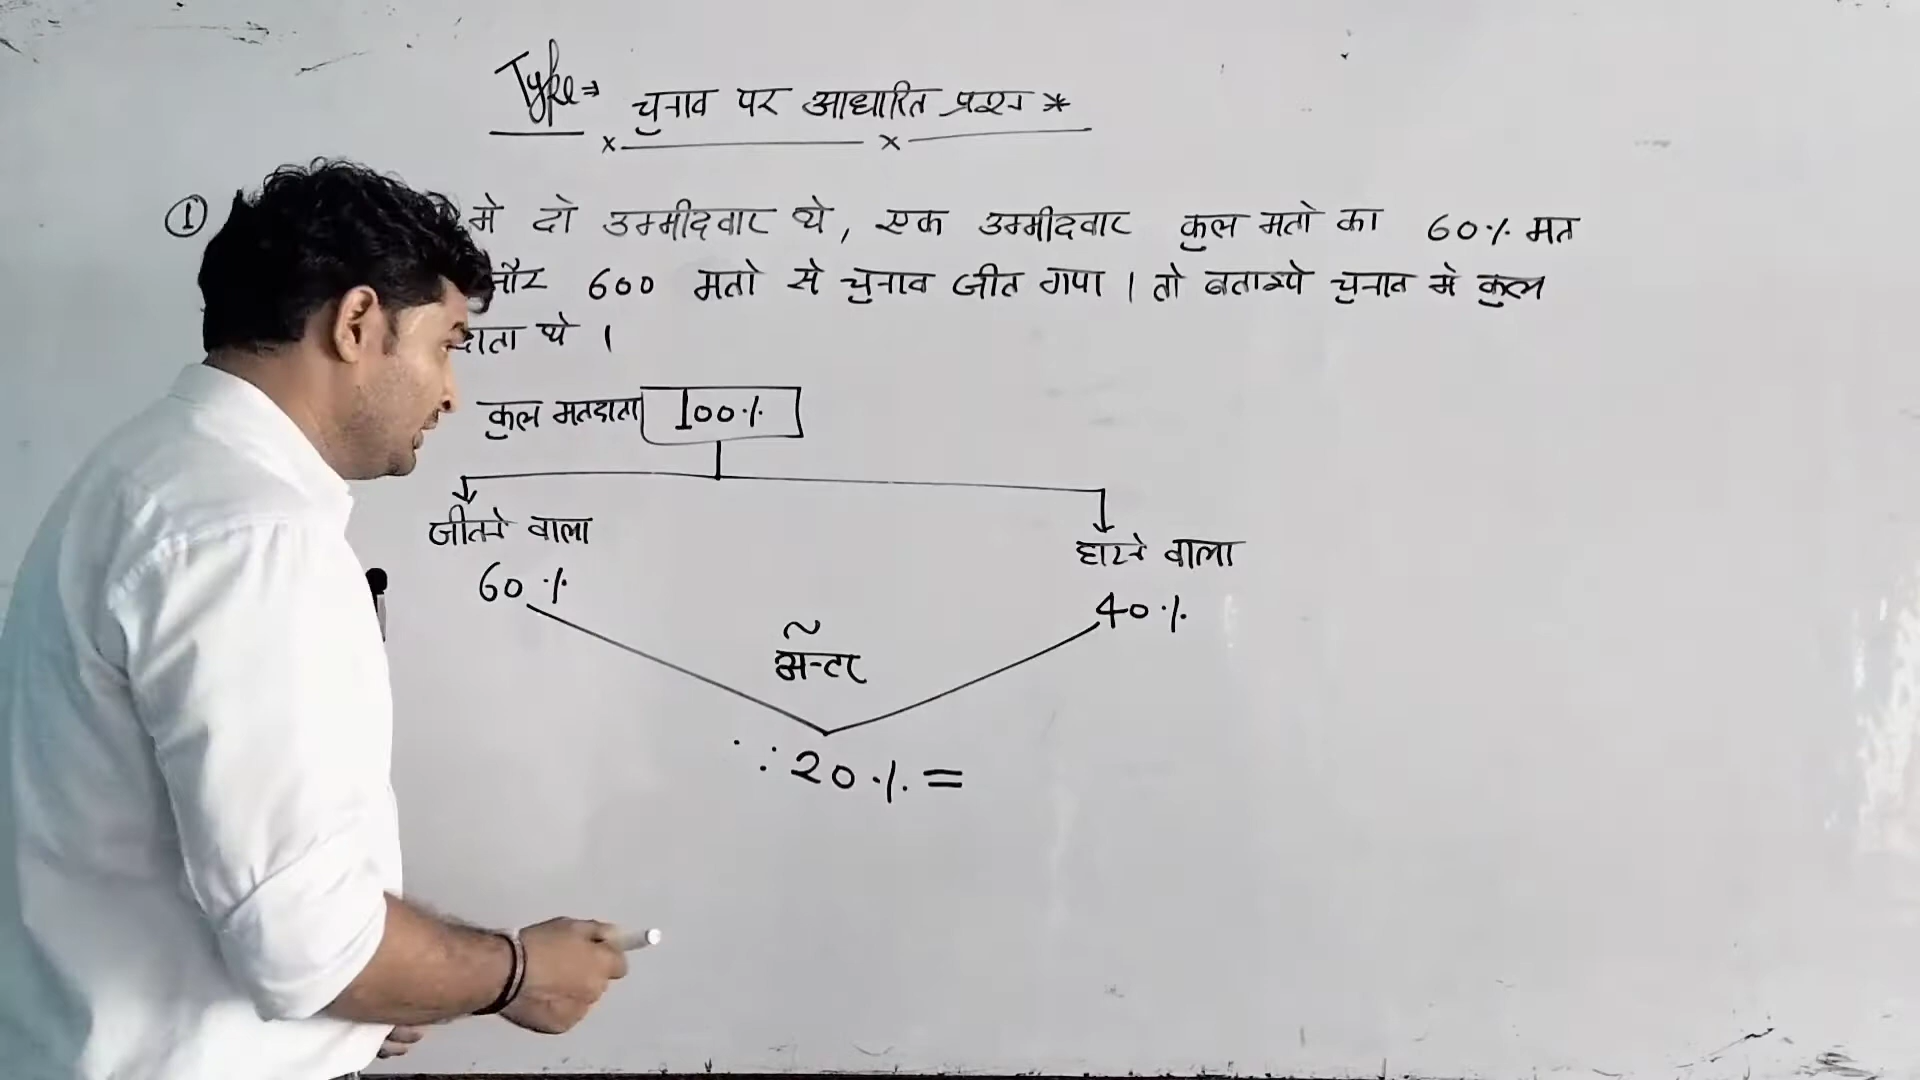 Type⇒ चुनाव पर आधारित प्रश्न *
① में दो उम्मीदवार थे, एक उम्मीदवार कुल मतो का 60% मत
और 600 मतो से चुनाव जीत गया । तो बताइये चुनाव मे कुल
दाता थे ।
कुल मतदाता 100%
जीतने वाला
हारने वाला
60%
40%
अन्तर
∵ 20% =